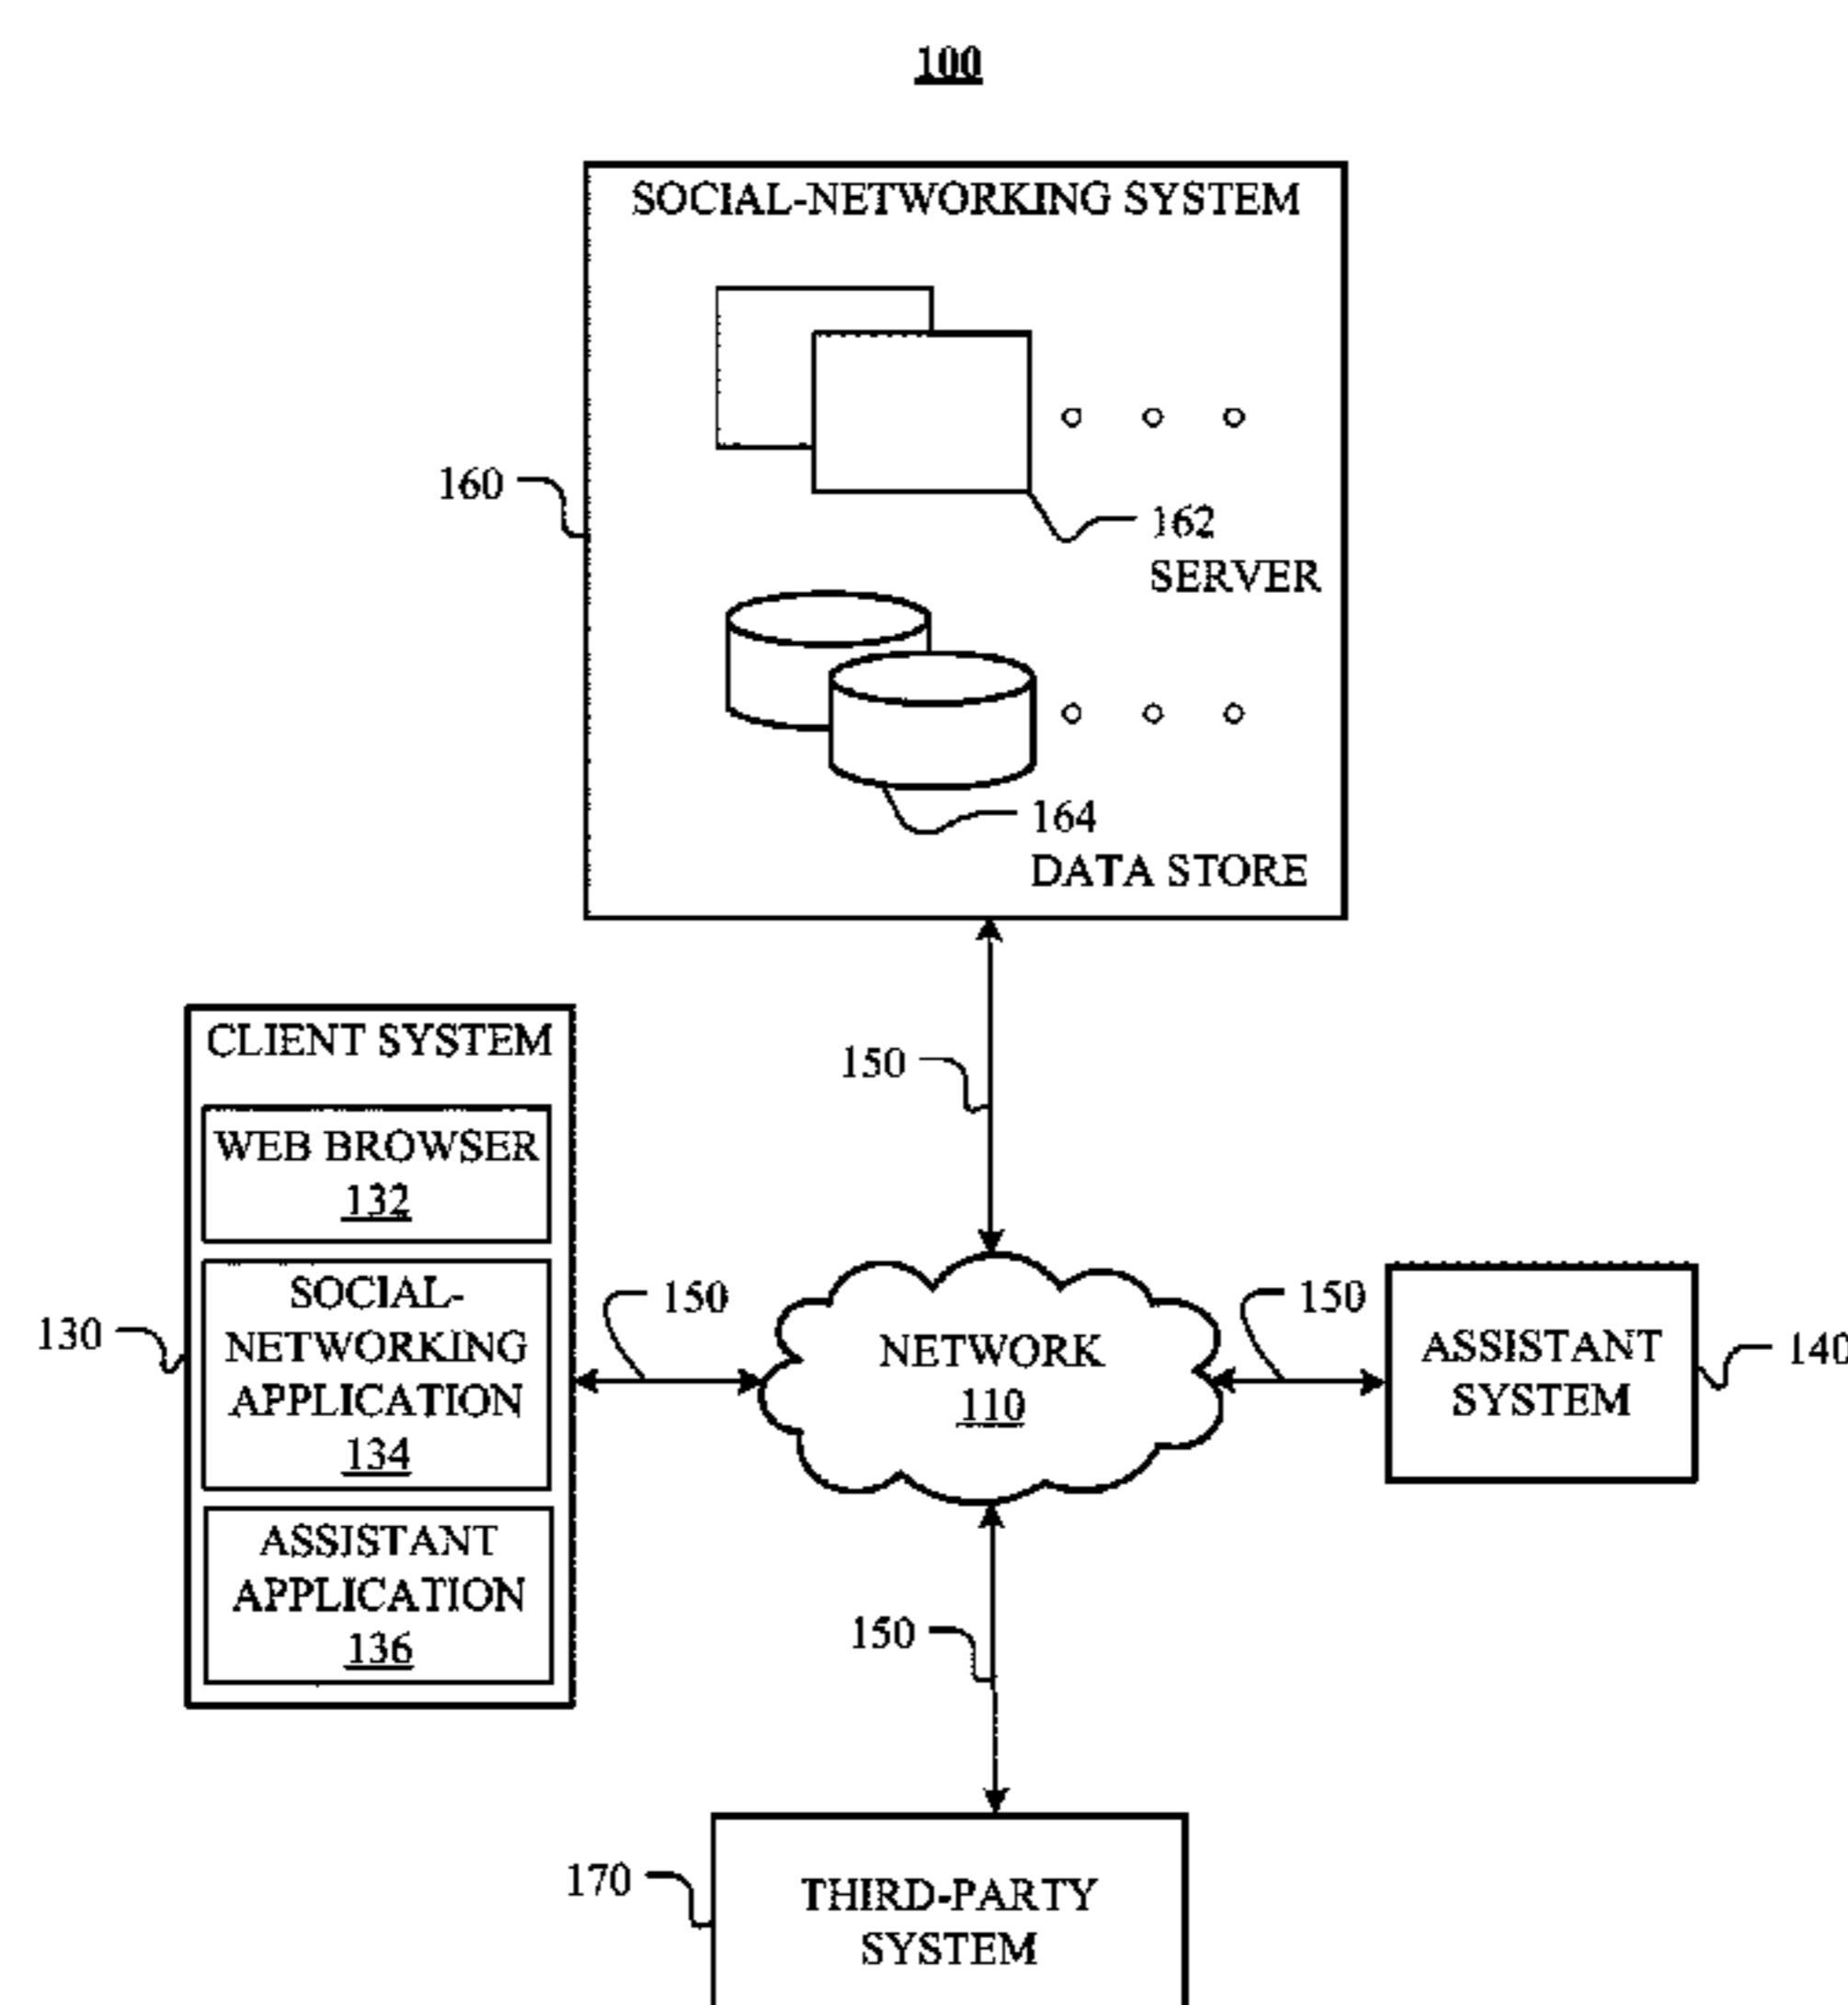 100
SOCIAL-NETWORKING SYSTEM
160
162
SERVER
164
DATA STORE
CLIENT SYSTEM
WEB BROWSER
132
SOCIAL-
NETWORKING
APPLICATION
134
ASSISTANT
APPLICATION
136
130
150
150
NETWORK
110
150
ASSISTANT
SYSTEM
140
150
170
THIRD-PARTY
SYSTEM